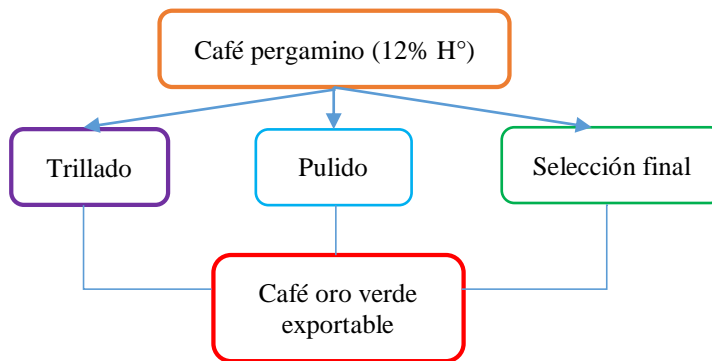 Café pergamino (12% H°)
Trillado
Pulido
Selección final
Café oro verde
exportable